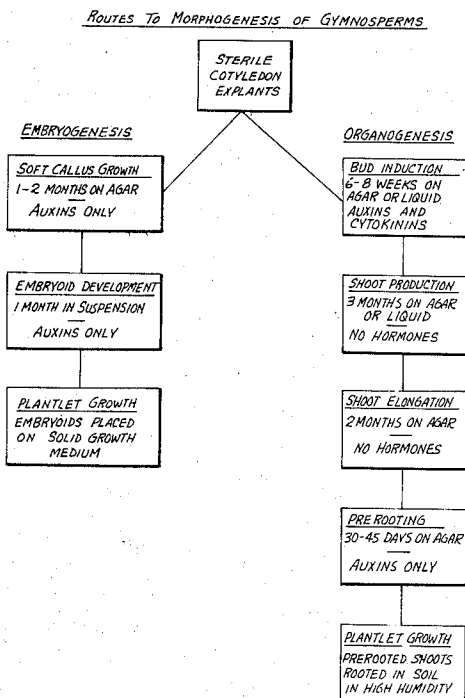 ROUTES TO MORPHOGENESIS OF GYMNOSPERMS
STERILE
COTYLEDON
EXPLANTS
EMBRYOGENESIS
SOFT CALLUS GROWTH
1-2 MONTHS ON AGAR
AUXINS ONLY
EMBRYOID DEVELOPMENT
1 MONTH IN SUSPENSION
AUXINS ONLY
PLANTLET GROWTH
EMBRYOIDS PLACED
ON SOLID GROWTH
MEDIUM
ORGANOGENESIS
BUD INDUCTION
6-8 WEEKS ON
AGAR OR LIQUID
AUXINS AND
CYTOKININS
SHOOT PRODUCTION
3 MONTHS ON AGAR
OR LIQUID
NO HORMONES
SHOOT ELONGATION
2 MONTHS ON AGAR
NO HORMONES
PREROOTING
30-45 DAYS ON AGAR
AUXINS ONLY
PLANTLET GROWTH
PREROOTED SHOOTS
ROOTED IN SOIL
IN HIGH HUMIDITY